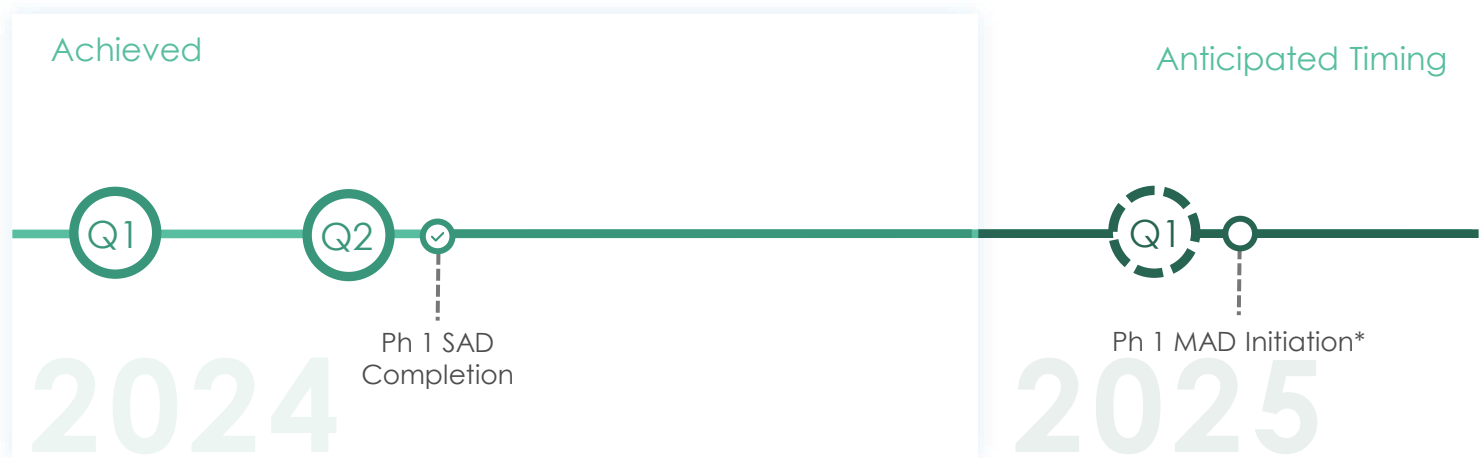 Achieved
Anticipated Timing
Q1
Q2
Q1
Ph 1 SAD
Completion
Ph 1 MAD Initiation*
2024
2025